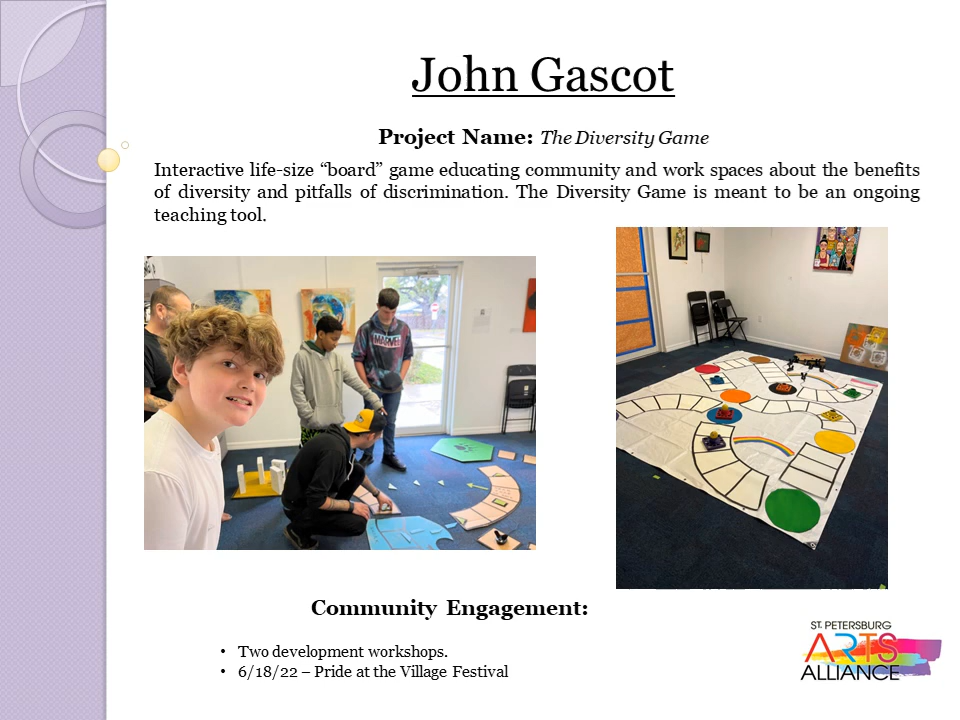 John Gascot
Project Name: The Diversity Game
Interactive life-size “board” game educating community and work spaces about the benefits
of diversity and pitfalls of discrimination. The Diversity Game is meant to be an ongoing
teaching tool.
MARVEL
Community Engagement:
• Two development workshops.
• 6/18/22 – Pride at the Village Festival
ST. PETERSBURG
ARTS
ALLIANCE